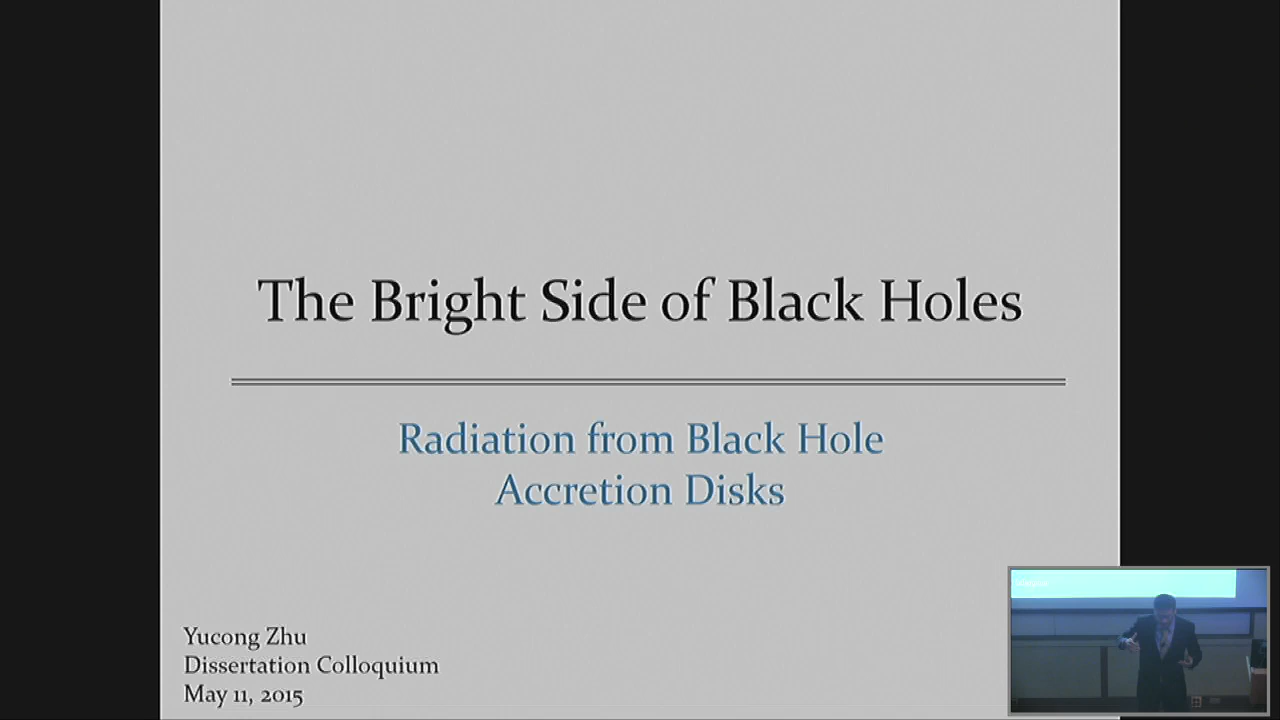 The Bright Side of Black Holes
Radiation from Black Hole
Accretion Disks
Yucong Zhu
Dissertation Colloquium
May 11, 2015